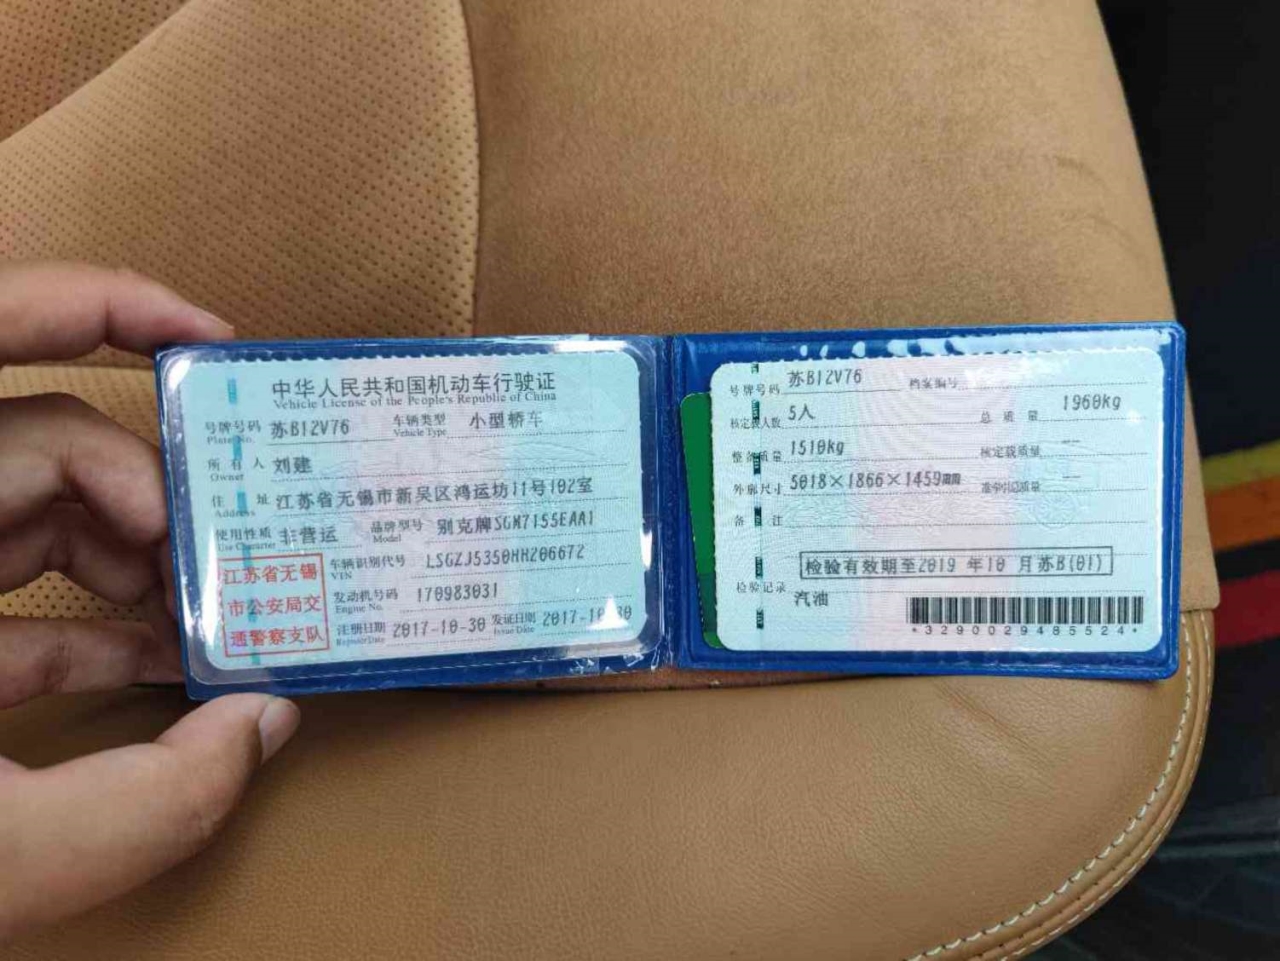 中华人民共和国机动车行驶证
Vehicle License of the People's Republic of China
号牌号码 苏B12V76 车辆类型 小型轿车
Plate No. Vehicle Type
所有人 刘建
Owner
住址 江苏省无锡市新吴区鸿运坊11号102室
Address
使用性质 非营运 品牌型号 别克牌SGM7155EAA1
Use Character Model
江苏省无锡
市公安局交
通警察支队
车辆识别代号 LSGZJ5350HH206672
VIN
发动机号码 170983031
Engine No.
注册日期 2017-10-30 发证日期 2017-10-30
Register Date Issue Date
号牌号码 苏B12V76 档案编号
核定载人数 5人 总质量 1960kg
整备质量 1510kg 核定载质量 --
外廓尺寸 5018×1866×1459 准牵引总质量 --
备注
检验有效期至2019 年10 月苏B(01)
检验记录
汽油
*3290029485524*